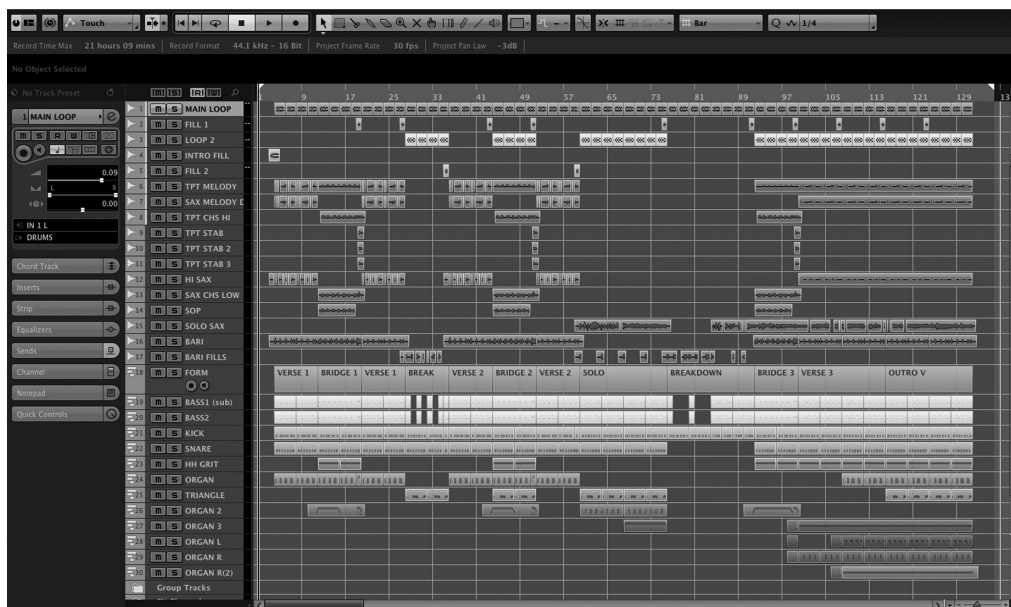 Touch Bar Q 1/4
Record Time Max 21 hours 09 mins Record Format 44.1 kHz - 16 Bit Project Frame Rate 30 fps Project Pan Law -3dB
No Object Selected
No Track Preset
1 9 17 25 33 41 49 57 65 73 81 89 97 105 113 121 129 13
1 MAIN LOOP
m S R W
0.09
L R
0.00
IN 1 L
DRUMS
Chord Track
Inserts
Strip
Equalizers
Sends
Channel
Notepad
Quick Controls
1 m S MAIN LOOP
2 m S FILL 1
3 m S LOOP 2
4 m S INTRO FILL
5 m S FILL 2
6 m S TPT MELODY
7 m S SAX MELODY D
8 m S TPT CHS HI
9 m S TPT STAB
10 m S TPT STAB 2
11 m S TPT STAB 3
12 m S HI SAX
13 m S SAX CHS LOW
14 m S SOP
15 m S SOLO SAX
16 m S BARI
17 m S BARI FILLS
18 m S FORM
VERSE 1 BRIDGE 1 VERSE 1 BREAK VERSE 2 BRIDGE 2 VERSE 2 SOLO BREAKDOWN BRIDGE 3 VERSE 3 OUTRO V
19 m S BASS1 (sub)
20 m S BASS2
21 m S KICK
22 m S SNARE
23 m S HH GRIT
24 m S ORGAN
25 m S TRIANGLE
26 m S ORGAN 2
27 m S ORGAN 3
28 m S ORGAN L
29 m S ORGAN R
30 m S ORGAN R(2)
Group Tracks